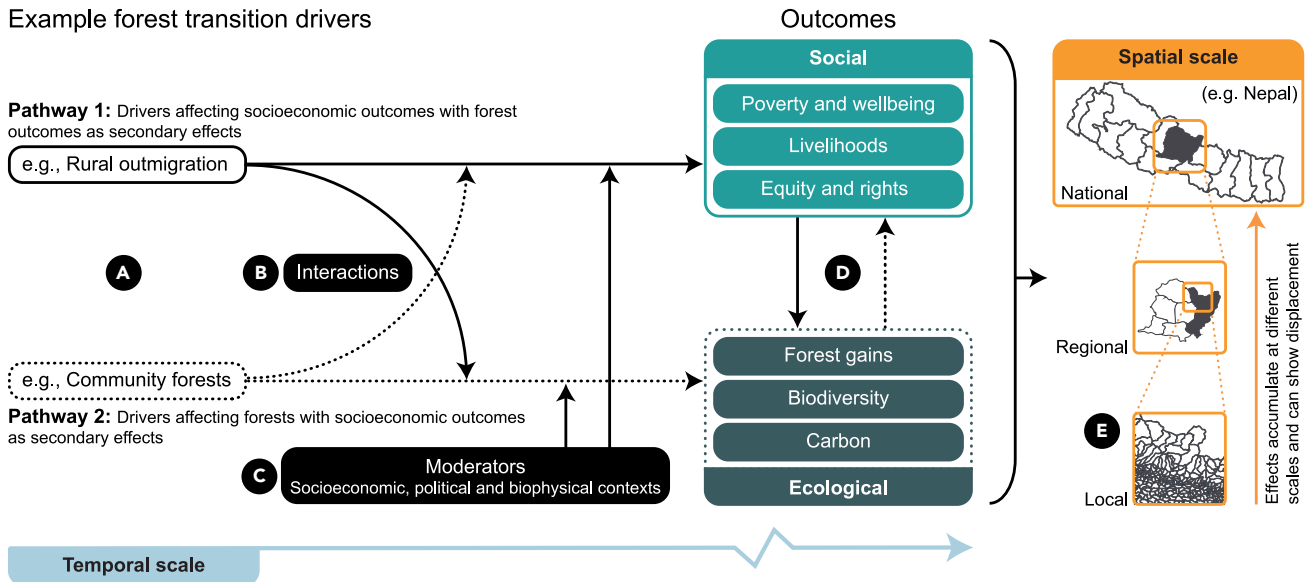 Example forest transition drivers
Outcomes
Pathway 1: Drivers affecting socioeconomic outcomes with forest
outcomes as secondary effects
e.g., Rural outmigration
A
B
Interactions
e.g., Community forests
Pathway 2: Drivers affecting forests with socioeconomic outcomes
as secondary effects
C
Moderators
Socioeconomic, political and biophysical contexts
Social
Poverty and wellbeing
Livelihoods
Equity and rights
D
Forest gains
Biodiversity
Carbon
Ecological
Spatial scale
(e.g. Nepal)
National
Regional
E
Local
Effects accumulate at different
scales and can show displacement
Temporal scale